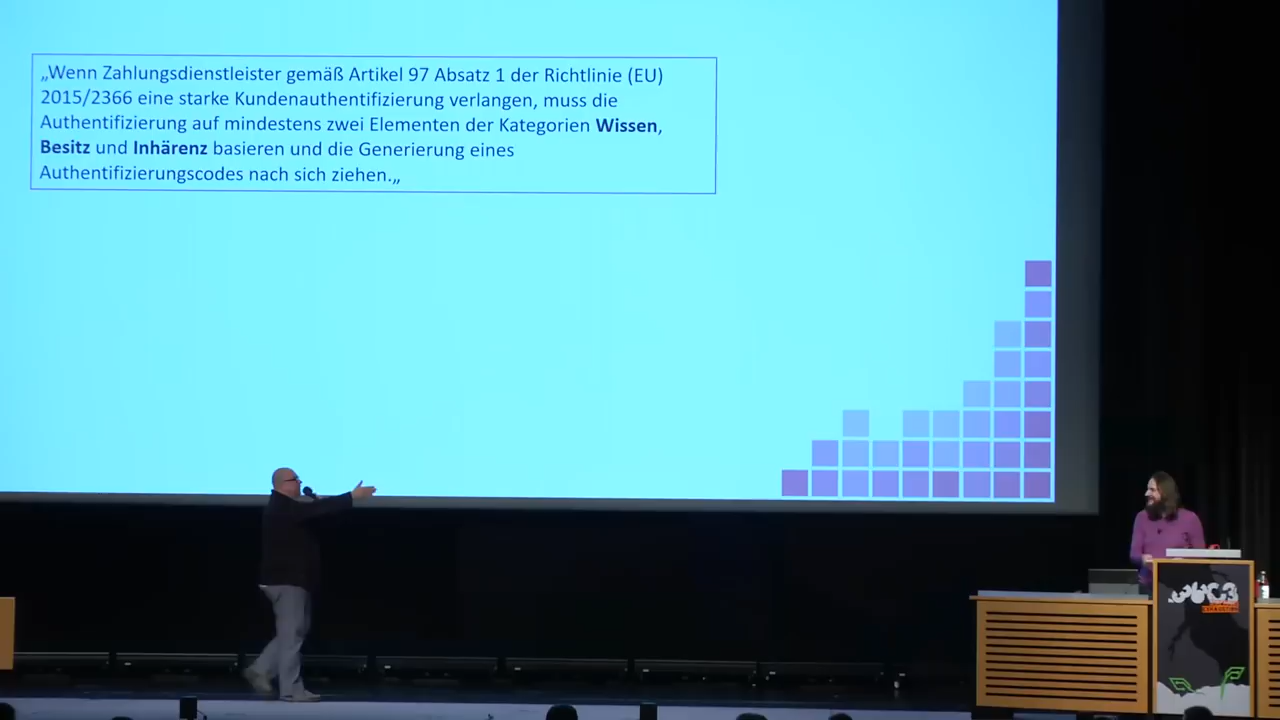 „Wenn Zahlungsdienstleister gemäß Artikel 97 Absatz 1 der Richtlinie (EU)
2015/2366 eine starke Kundenauthentifizierung verlangen, muss die
Authentifizierung auf mindestens zwei Elementen der Kategorien Wissen,
Besitz und Inhärenz basieren und die Generierung eines
Authentifizierungscodes nach sich ziehen.„